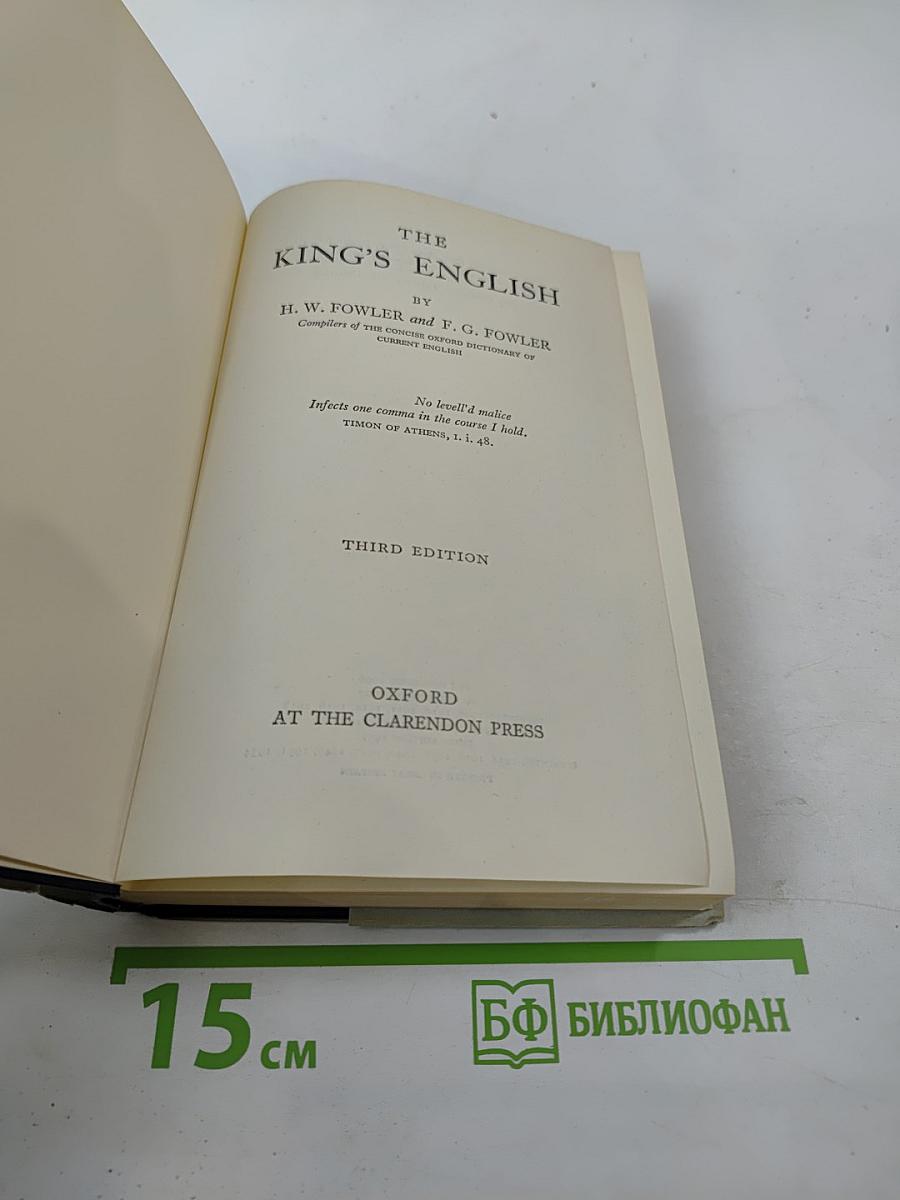 THE
KING'S ENGLISH
BY
H. W. FOWLER and F. G. FOWLER
Compilers of THE CONCISE OXFORD DICTIONARY OF
CURRENT ENGLISH
No levell'd malice
Infects one comma in the course I hold.
TIMON OF ATHENS, I. i. 48.
THIRD EDITION
OXFORD
AT THE CLARENDON PRESS
15 см
БФ БИБЛИОФАН